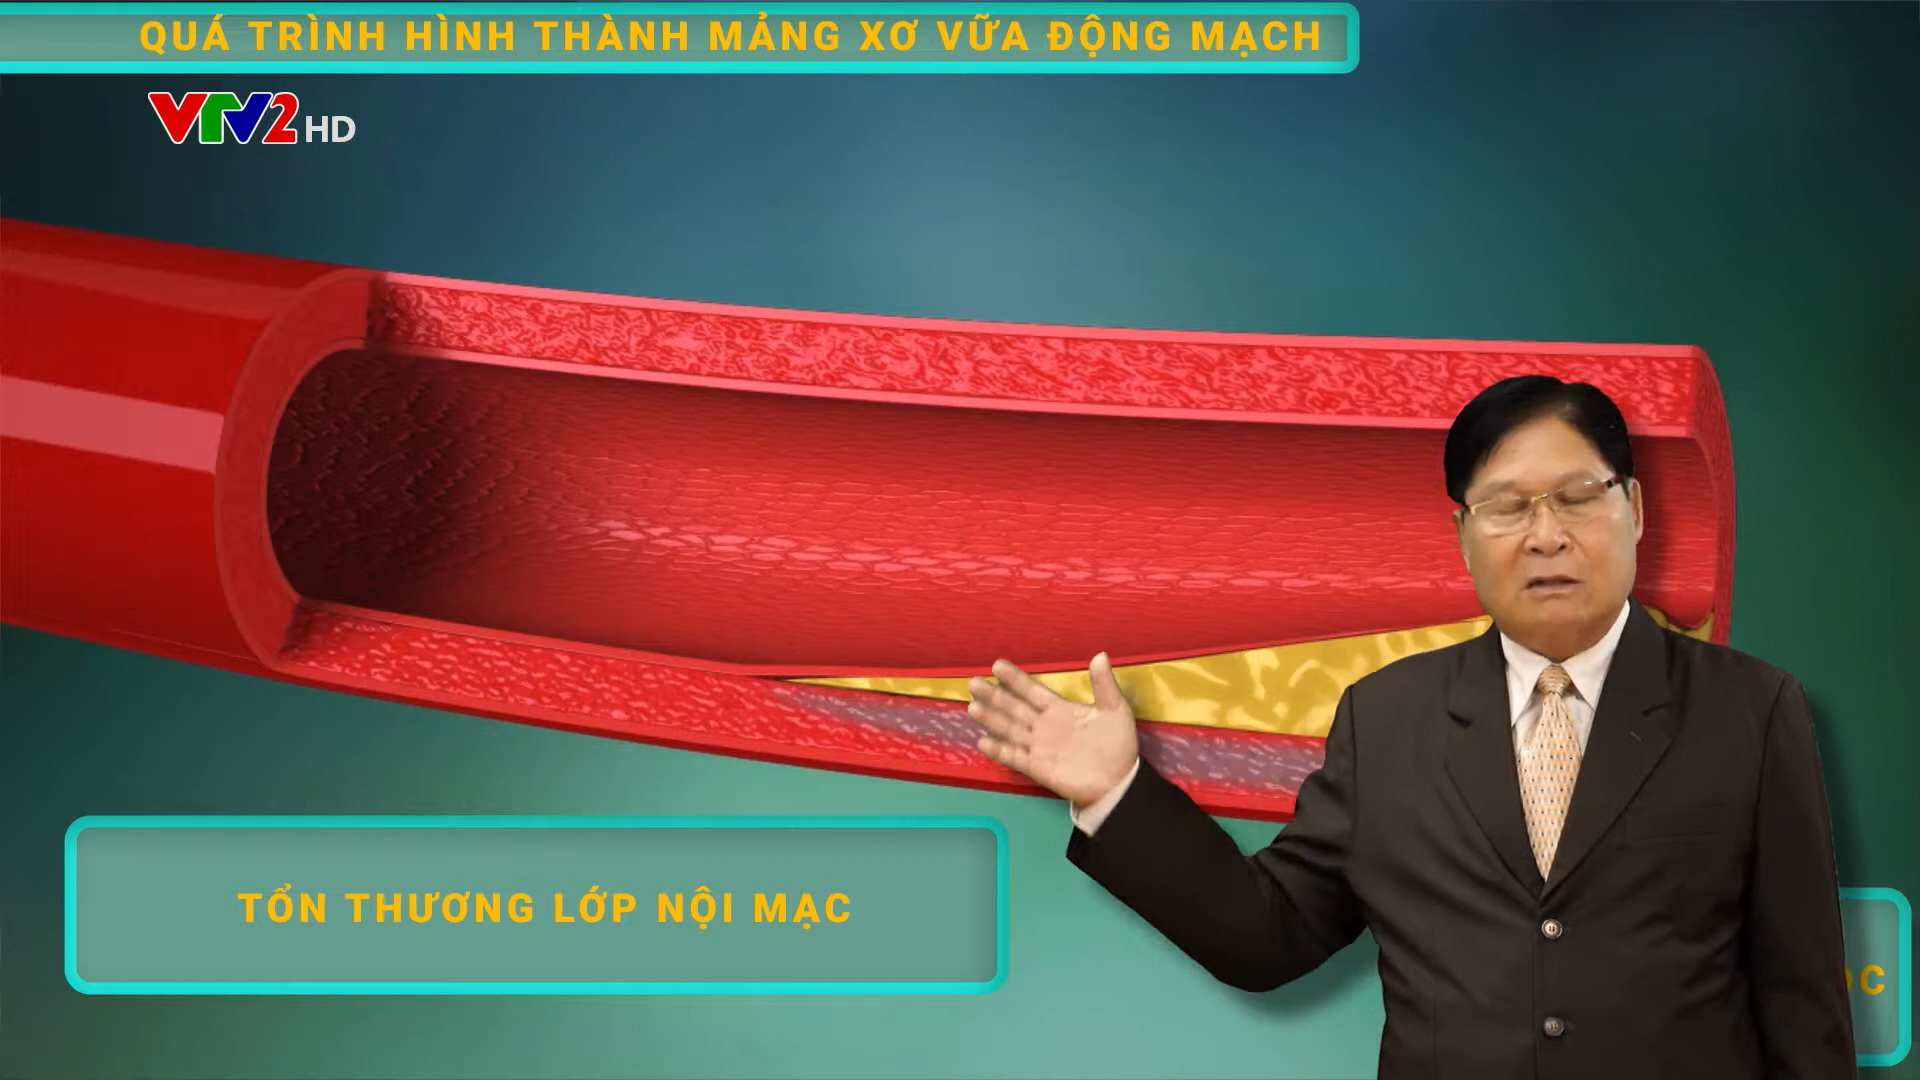 QUÁ TRÌNH HÌNH THÀNH MẢNG XƠ VỮA ĐỘNG MẠCH
VTV2 HD
TỔN THƯƠNG LỚP NỘI MẠC